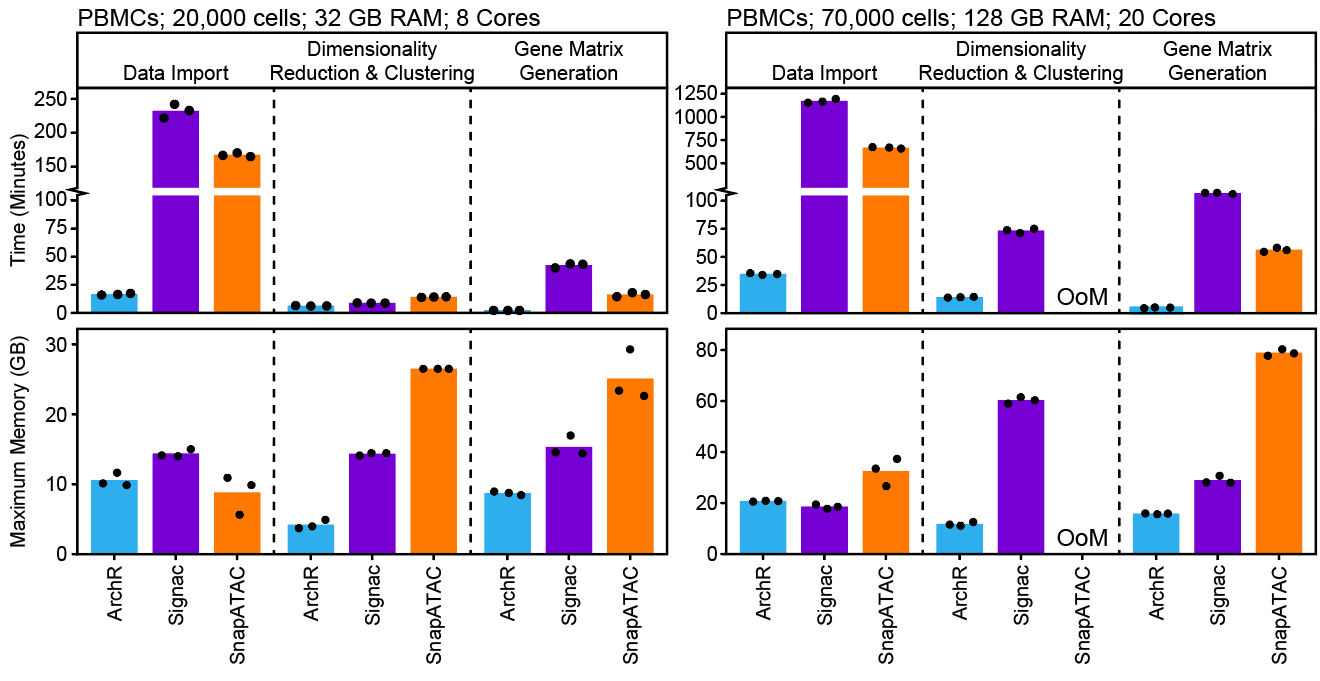 PBMCs; 20,000 cells; 32 GB RAM; 8 Cores
Data Import
Dimensionality
Reduction & Clustering
Gene Matrix
Generation
Time (Minutes)
250
200
150
100
75
50
25
0
Maximum Memory (GB)
30
20
10
0
ArchR
Signac
SnapATAC
ArchR
Signac
SnapATAC
ArchR
Signac
SnapATAC
PBMCs; 70,000 cells; 128 GB RAM; 20 Cores
Data Import
Dimensionality
Reduction & Clustering
Gene Matrix
Generation
1250
1000
750
500
100
75
50
25
0
OoM
80
60
40
20
0
OoM
ArchR
Signac
SnapATAC
ArchR
Signac
SnapATAC
ArchR
Signac
SnapATAC